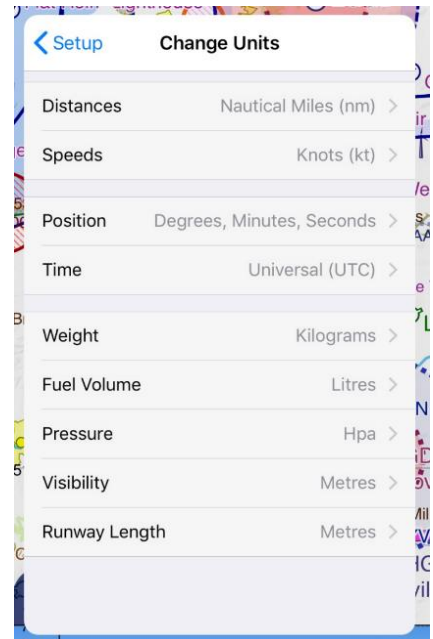 Setup Change Units
Distances Nautical Miles (nm)
Speeds Knots (kt)
Position Degrees, Minutes, Seconds
Time Universal (UTC)
Weight Kilograms
Fuel Volume Litres
Pressure Hpa
Visibility Metres
Runway Length Metres